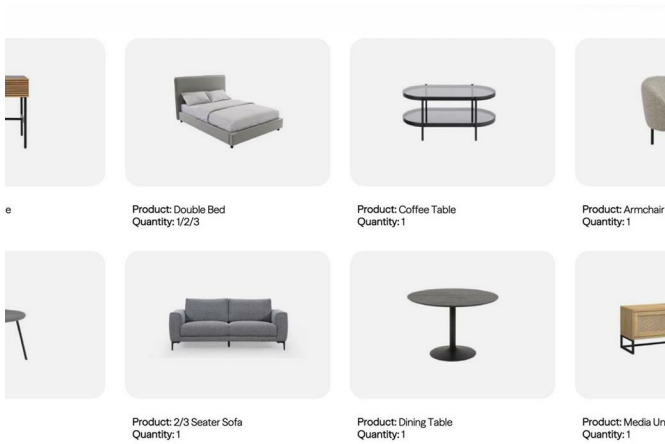 e
Product: Double Bed
Quantity: 1/2/3
Product: Coffee Table
Quantity: 1
Product: Armchair
Quantity: 1
Product: 2/3 Seater Sofa
Quantity: 1
Product: Dining Table
Quantity: 1
Product: Media Un
Quantity: 1